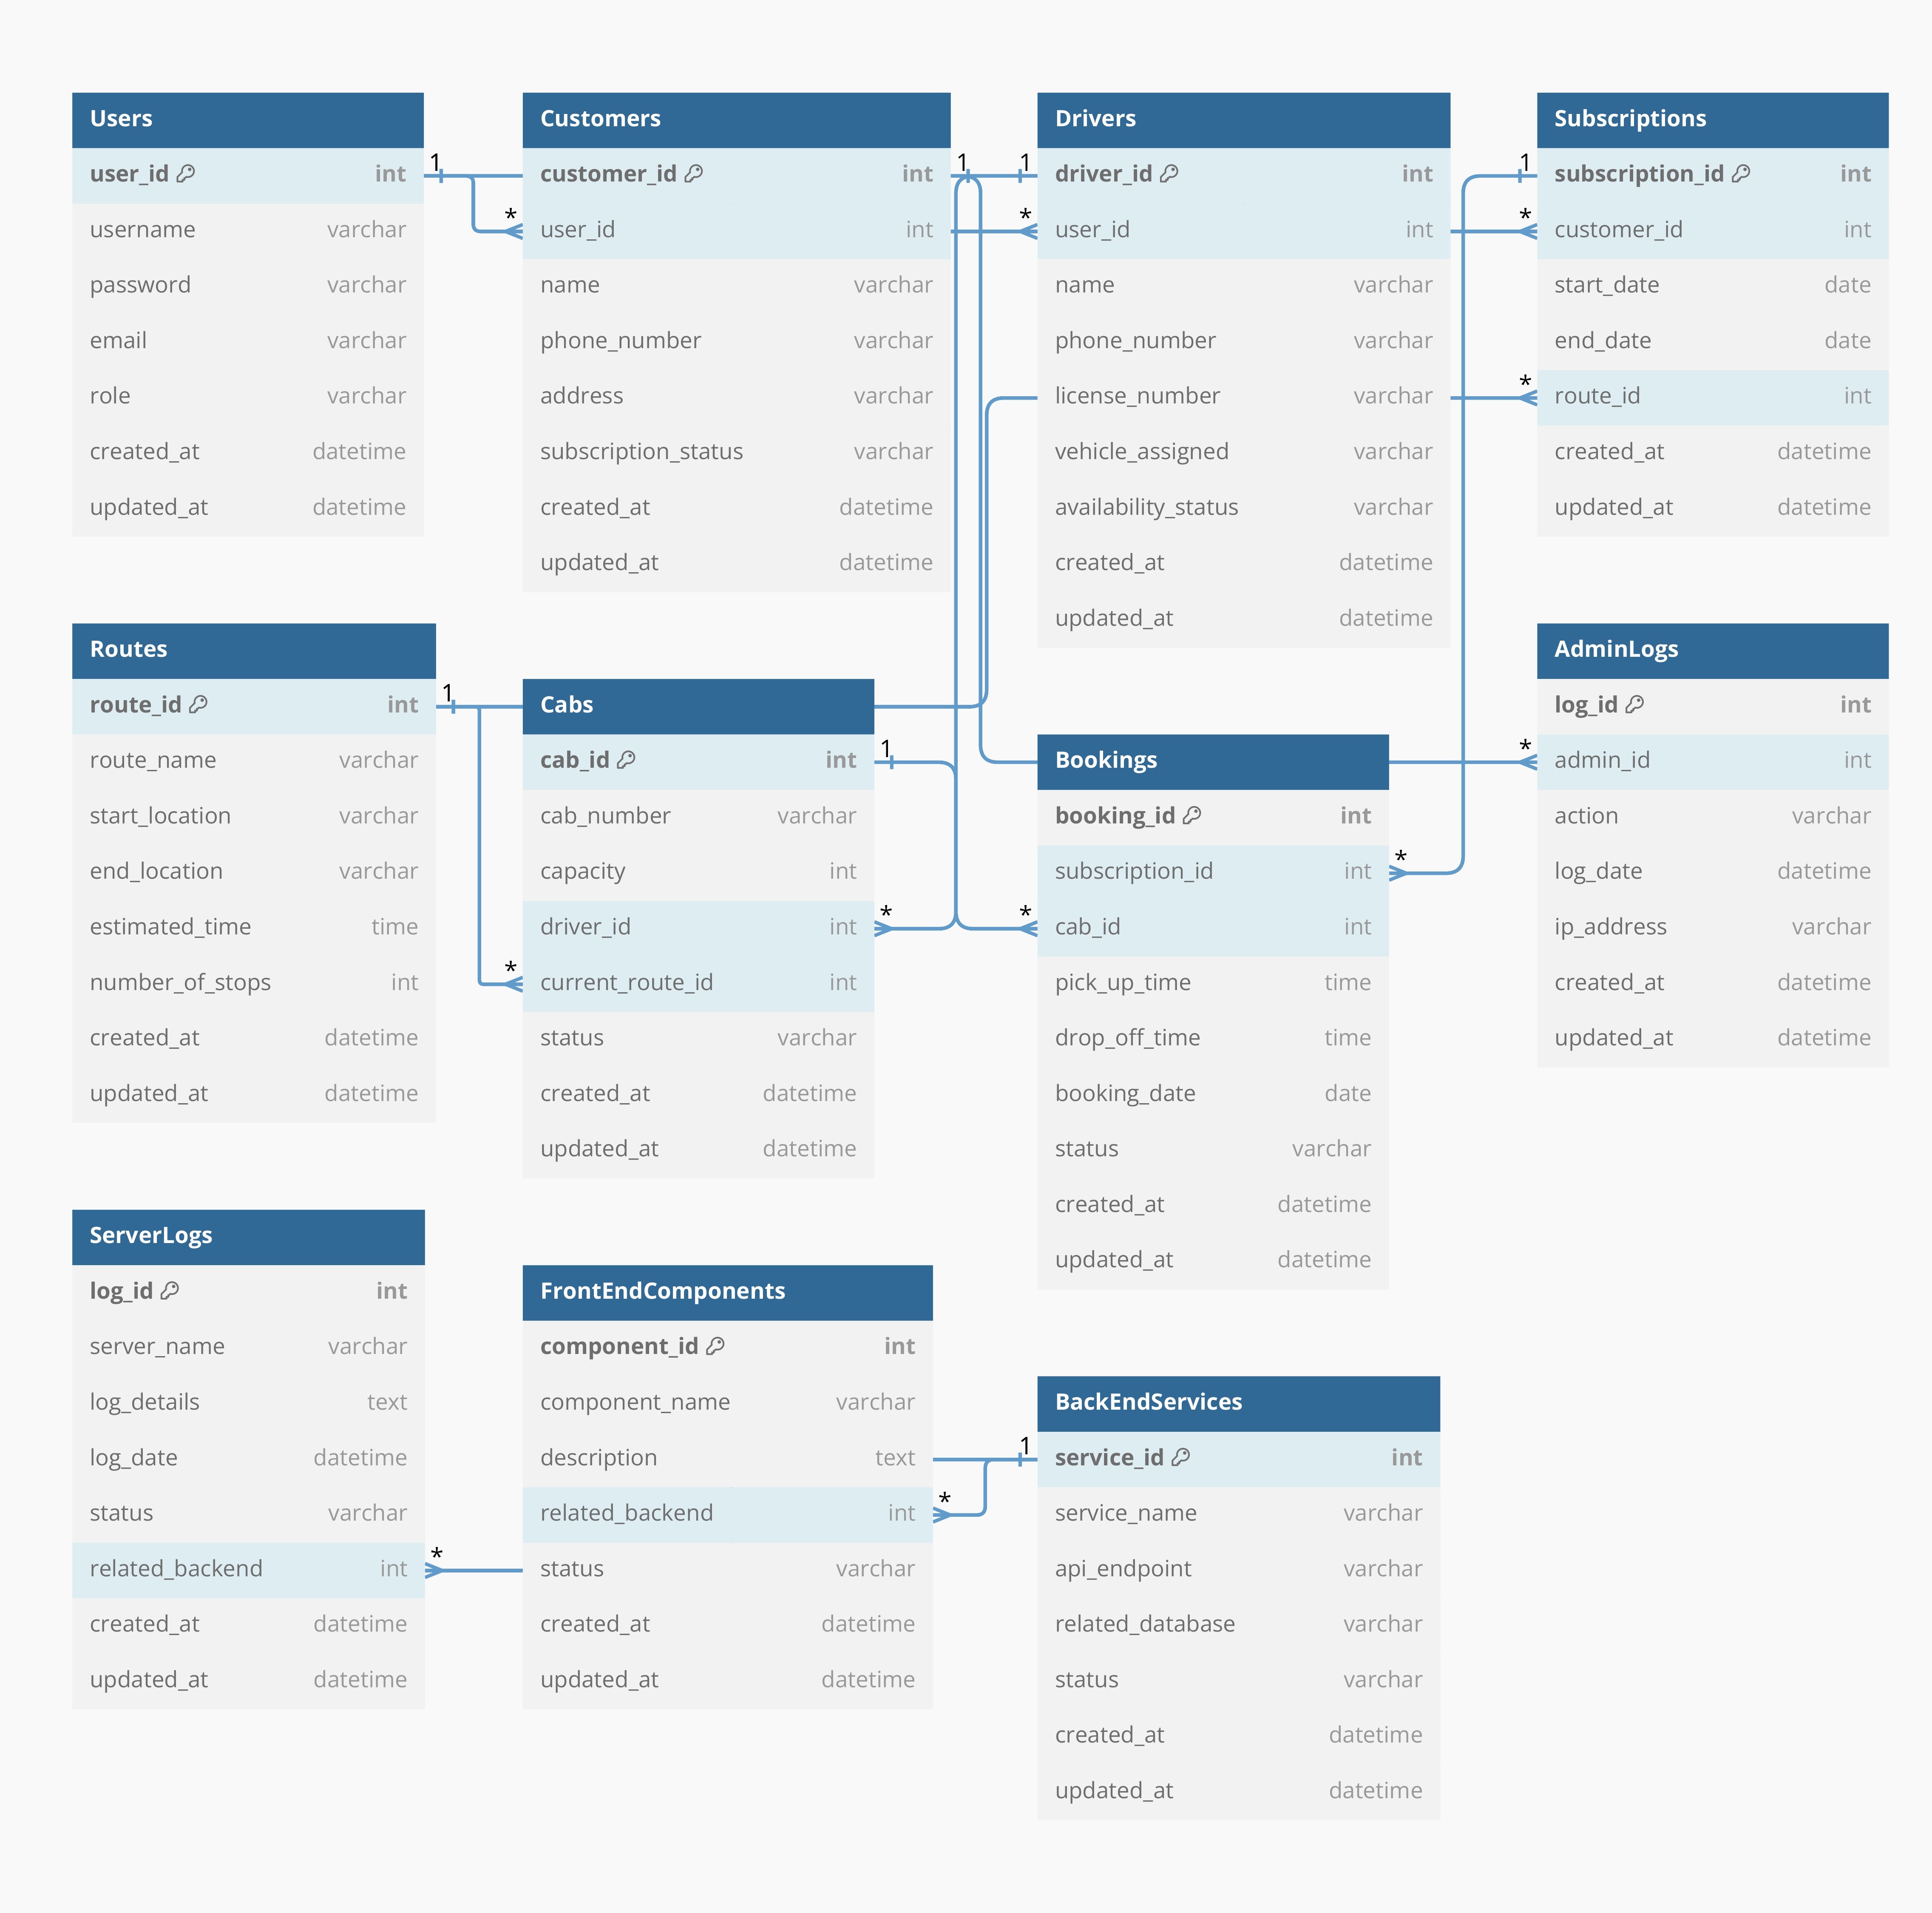 Users
user_id int
username varchar
password varchar
email varchar
role varchar
created_at datetime
updated_at datetime
1
*
Customers
customer_id int
user_id int
name varchar
phone_number varchar
address varchar
subscription_status varchar
created_at datetime
updated_at datetime
1
1
*
Drivers
driver_id int
user_id int
name varchar
phone_number varchar
license_number varchar
vehicle_assigned varchar
availability_status varchar
created_at datetime
updated_at datetime
1
*
*
Subscriptions
subscription_id int
customer_id int
start_date date
end_date date
route_id int
created_at datetime
updated_at datetime
Routes
route_id int
route_name varchar
start_location varchar
end_location varchar
estimated_time time
number_of_stops int
created_at datetime
updated_at datetime
1
*
Cabs
cab_id int
cab_number varchar
capacity int
driver_id int
current_route_id int
status varchar
created_at datetime
updated_at datetime
1
*
*
Bookings
booking_id int
subscription_id int
cab_id int
pick_up_time time
drop_off_time time
booking_date date
status varchar
created_at datetime
updated_at datetime
*
*
AdminLogs
log_id int
admin_id int
action varchar
log_date datetime
ip_address varchar
created_at datetime
updated_at datetime
ServerLogs
log_id int
server_name varchar
log_details text
log_date datetime
status varchar
related_backend int
created_at datetime
updated_at datetime
*
FrontEndComponents
component_id int
component_name varchar
description text
related_backend int
status varchar
created_at datetime
updated_at datetime
1
*
BackEndServices
service_id int
service_name varchar
api_endpoint varchar
related_database varchar
status varchar
created_at datetime
updated_at datetime